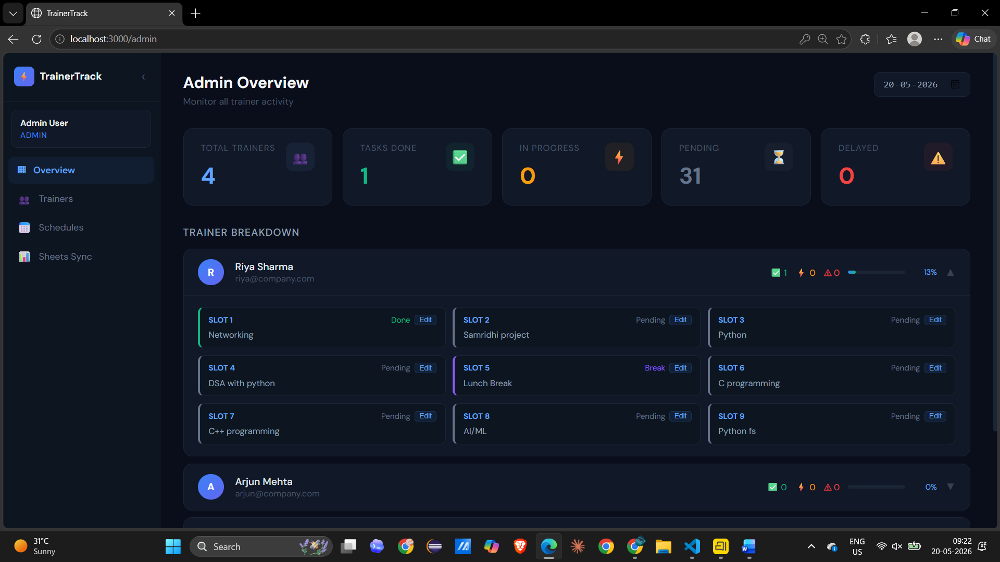 TrainerTrack
localhost:3000/admin
Chat
TrainerTrack
Admin User
ADMIN
Overview
Trainers
Schedules
Sheets Sync
Admin Overview
Monitor all trainer activity
20-05-2026
TOTAL TRAINERS
4
TASKS DONE
1
IN PROGRESS
0
PENDING
31
DELAYED
0
TRAINER BREAKDOWN
R
Riya Sharma
riya@company.com
1 0 0 13%
SLOT 1 Done Edit
Networking
SLOT 2 Pending Edit
Samridhi project
SLOT 3 Pending Edit
Python
SLOT 4 Pending Edit
DSA with python
SLOT 5 Break Edit
Lunch Break
SLOT 6 Pending Edit
C programming
SLOT 7 Pending Edit
C++ programming
SLOT 8 Pending Edit
AI/ML
SLOT 9 Pending Edit
Python fs
A
Arjun Mehta
arjun@company.com
0 0 0 0%
31°C
Sunny
Search
ENG
US
09:22
20-05-2026